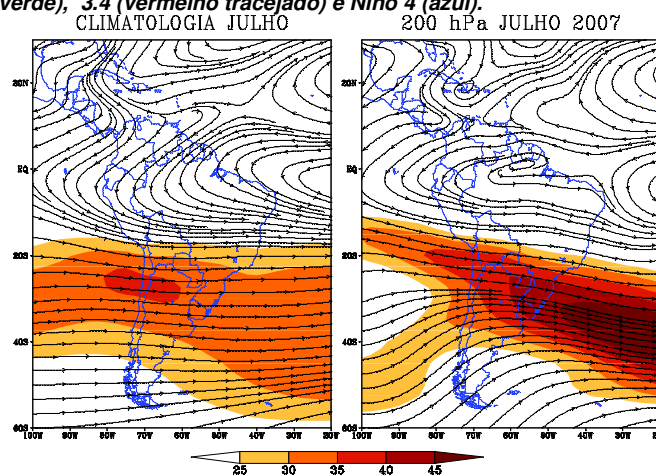 verde), 3.4 (vermelho tracejado) e Niño 4 (azul).
CLIMATOLOGIA JULHO
200 hPa JULHO 2007
20N
EQ
20S
40S
60S
100W 90W 80W 70W 60W 50W 40W 30W 20W
20N
EQ
20S
40S
60S
100W 90W 80W 70W 60W 50W 40W 30W 20W
25 30 35 40 45